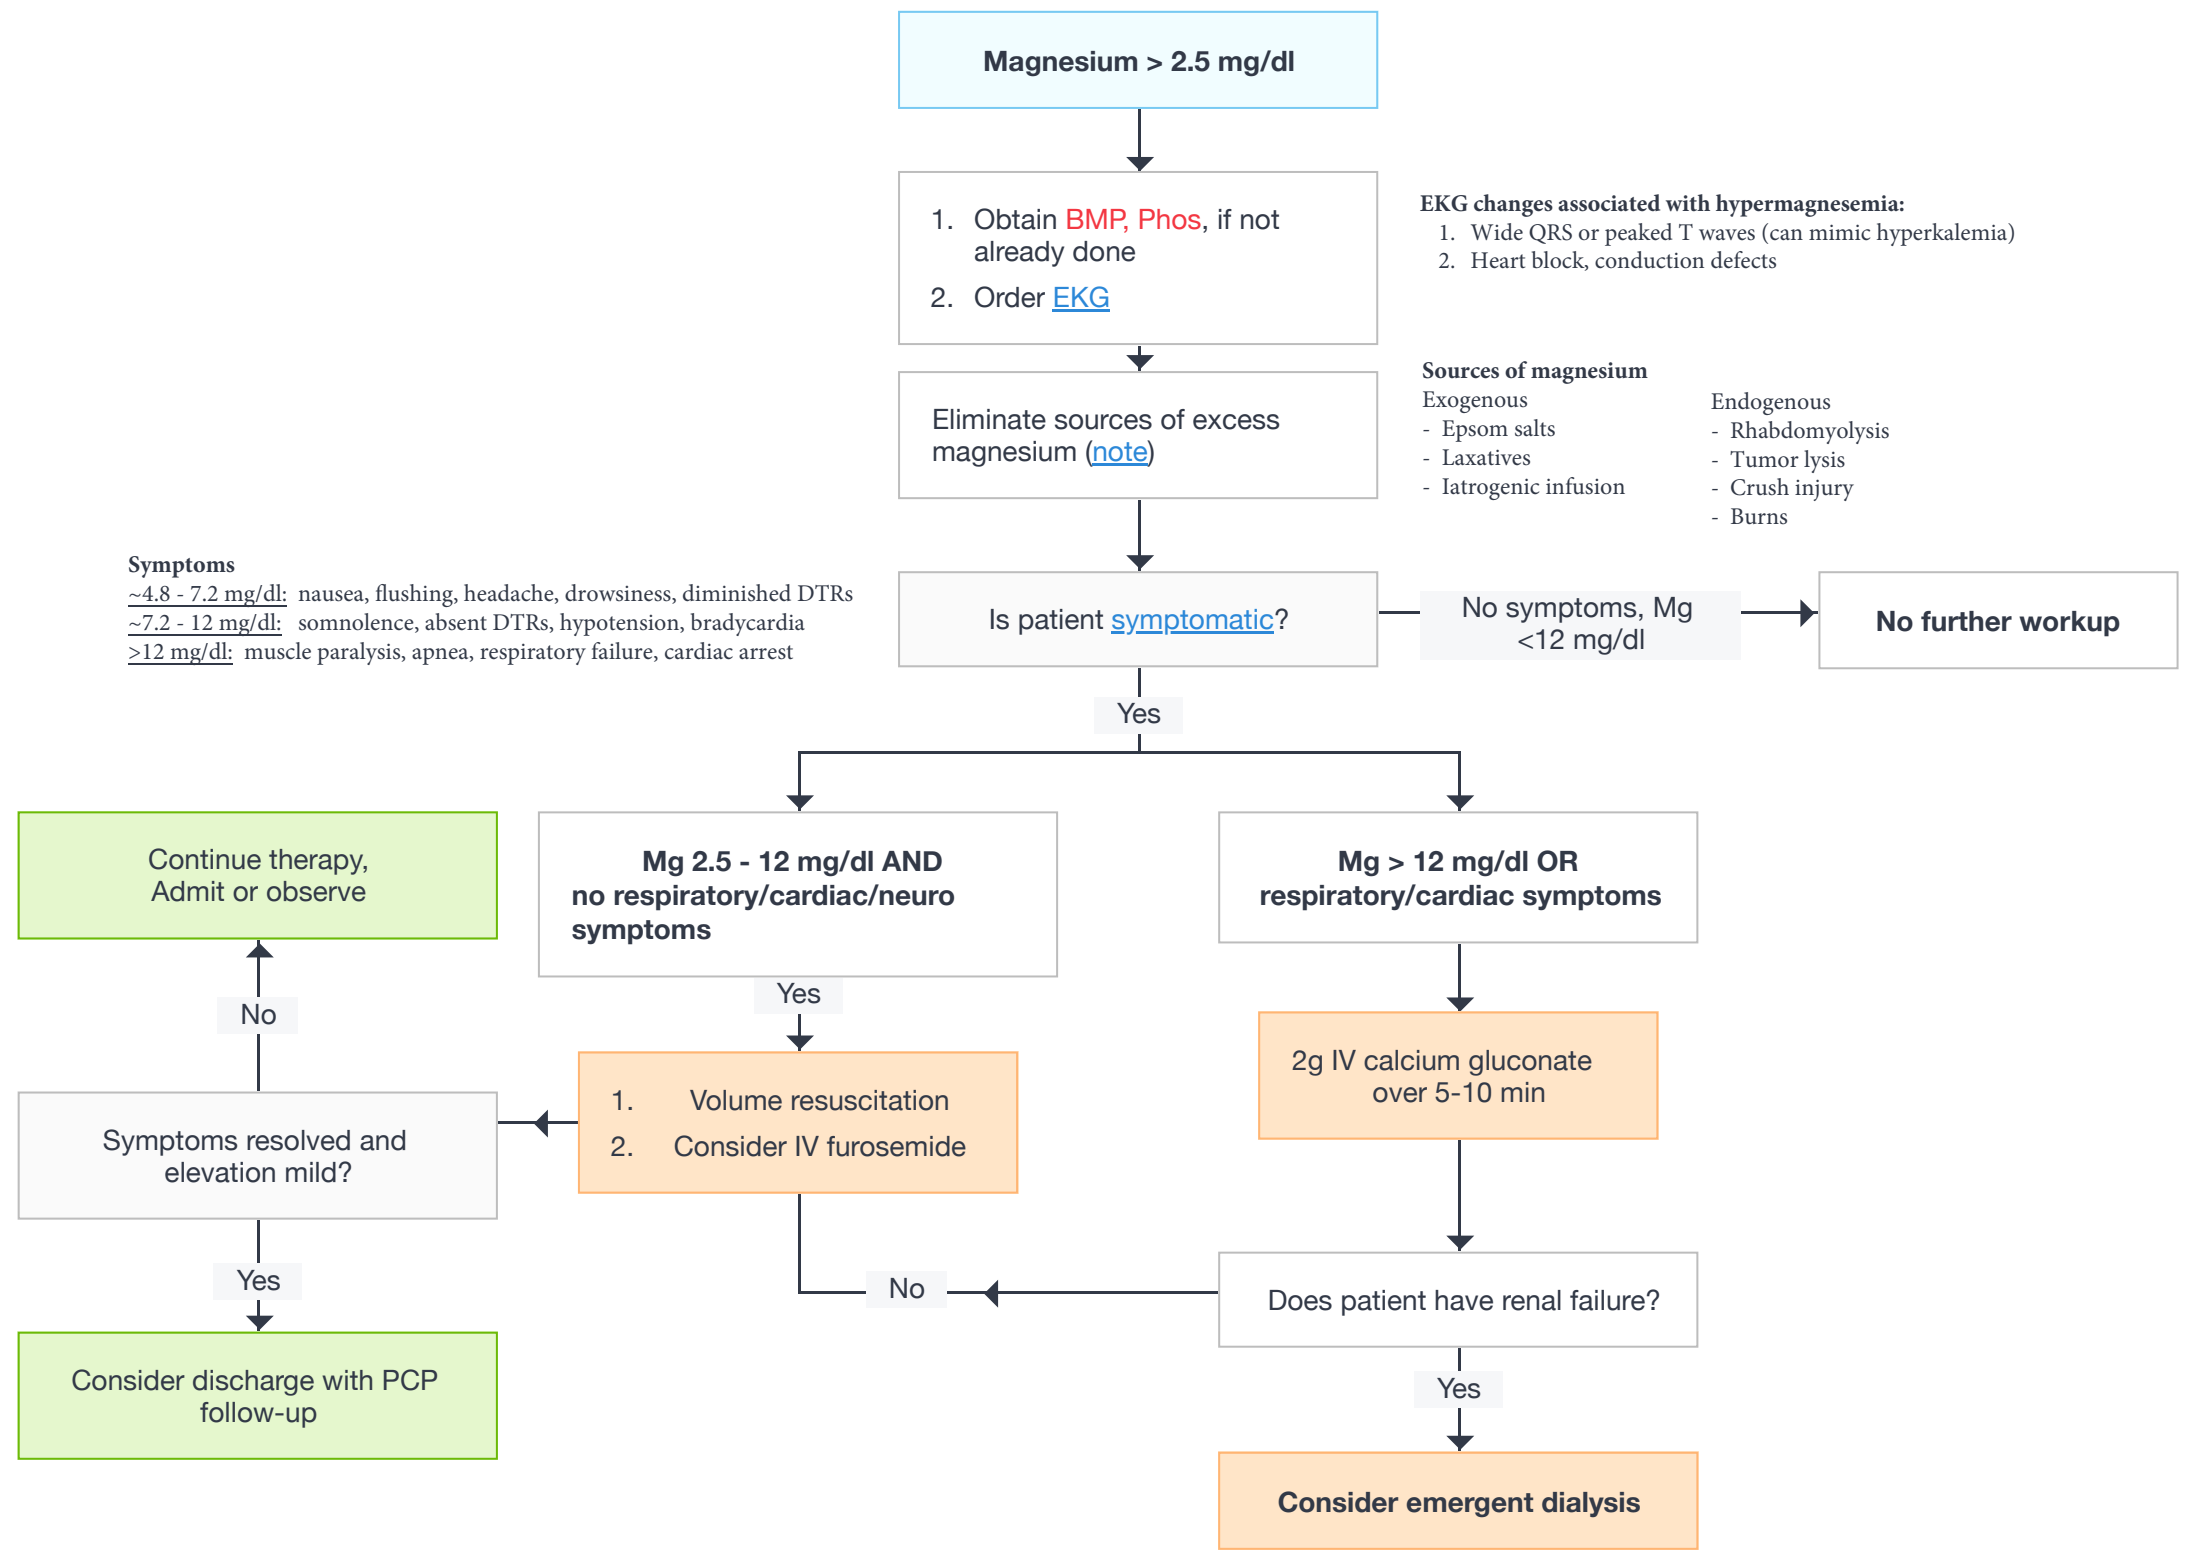 Magnesium > 2.5 mg/dl
1. Obtain BMP, Phos, if not
already done
2. Order EKG
EKG changes associated with hypermagnesemia:
1. Wide QRS or peaked T waves (can mimic hyperkalemia)
2. Heart block, conduction defects
Eliminate sources of excess
magnesium (note)
Sources of magnesium
Exogenous
- Epsom salts
- Laxatives
- Iatrogenic infusion
Endogenous
- Rhabdomyolysis
- Tumor lysis
- Crush injury
- Burns
Symptoms
~4.8 - 7.2 mg/dl: nausea, flushing, headache, drowsiness, diminished DTRs
~7.2 - 12 mg/dl: somnolence, absent DTRs, hypotension, bradycardia
>12 mg/dl: muscle paralysis, apnea, respiratory failure, cardiac arrest
Is patient symptomatic?
No symptoms, Mg
<12 mg/dl
No further workup
Yes
Continue therapy,
Admit or observe
Mg 2.5 - 12 mg/dl AND
no respiratory/cardiac/neuro
symptoms
Mg > 12 mg/dl OR
respiratory/cardiac symptoms
No
Yes
2g IV calcium gluconate
over 5-10 min
Symptoms resolved and
elevation mild?
1. Volume resuscitation
2. Consider IV furosemide
Yes
No
Does patient have renal failure?
Consider discharge with PCP
follow-up
Yes
Consider emergent dialysis